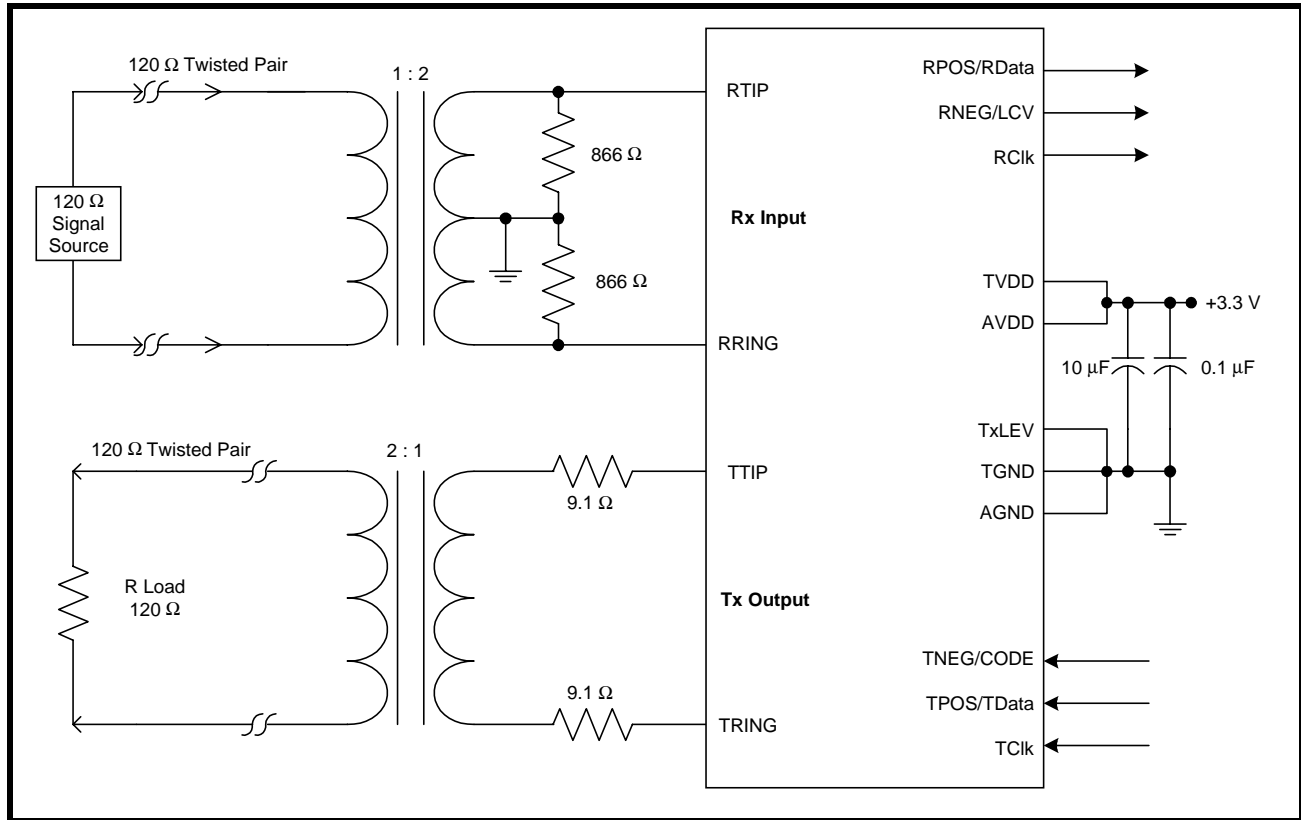 120 Ω Twisted Pair
1 : 2
120 Ω
Signal
Source
866 Ω
866 Ω
RTIP
Rx Input
RRING
RPOS/RData
RNEG/LCV
RClk
TVDD
AVDD
+3.3 V
10 μF
0.1 μF
TxLEV
TGND
AGND
120 Ω Twisted Pair
2 : 1
R Load
120 Ω
9.1 Ω
9.1 Ω
TTIP
Tx Output
TRING
TNEG/CODE
TPOS/TData
TClk